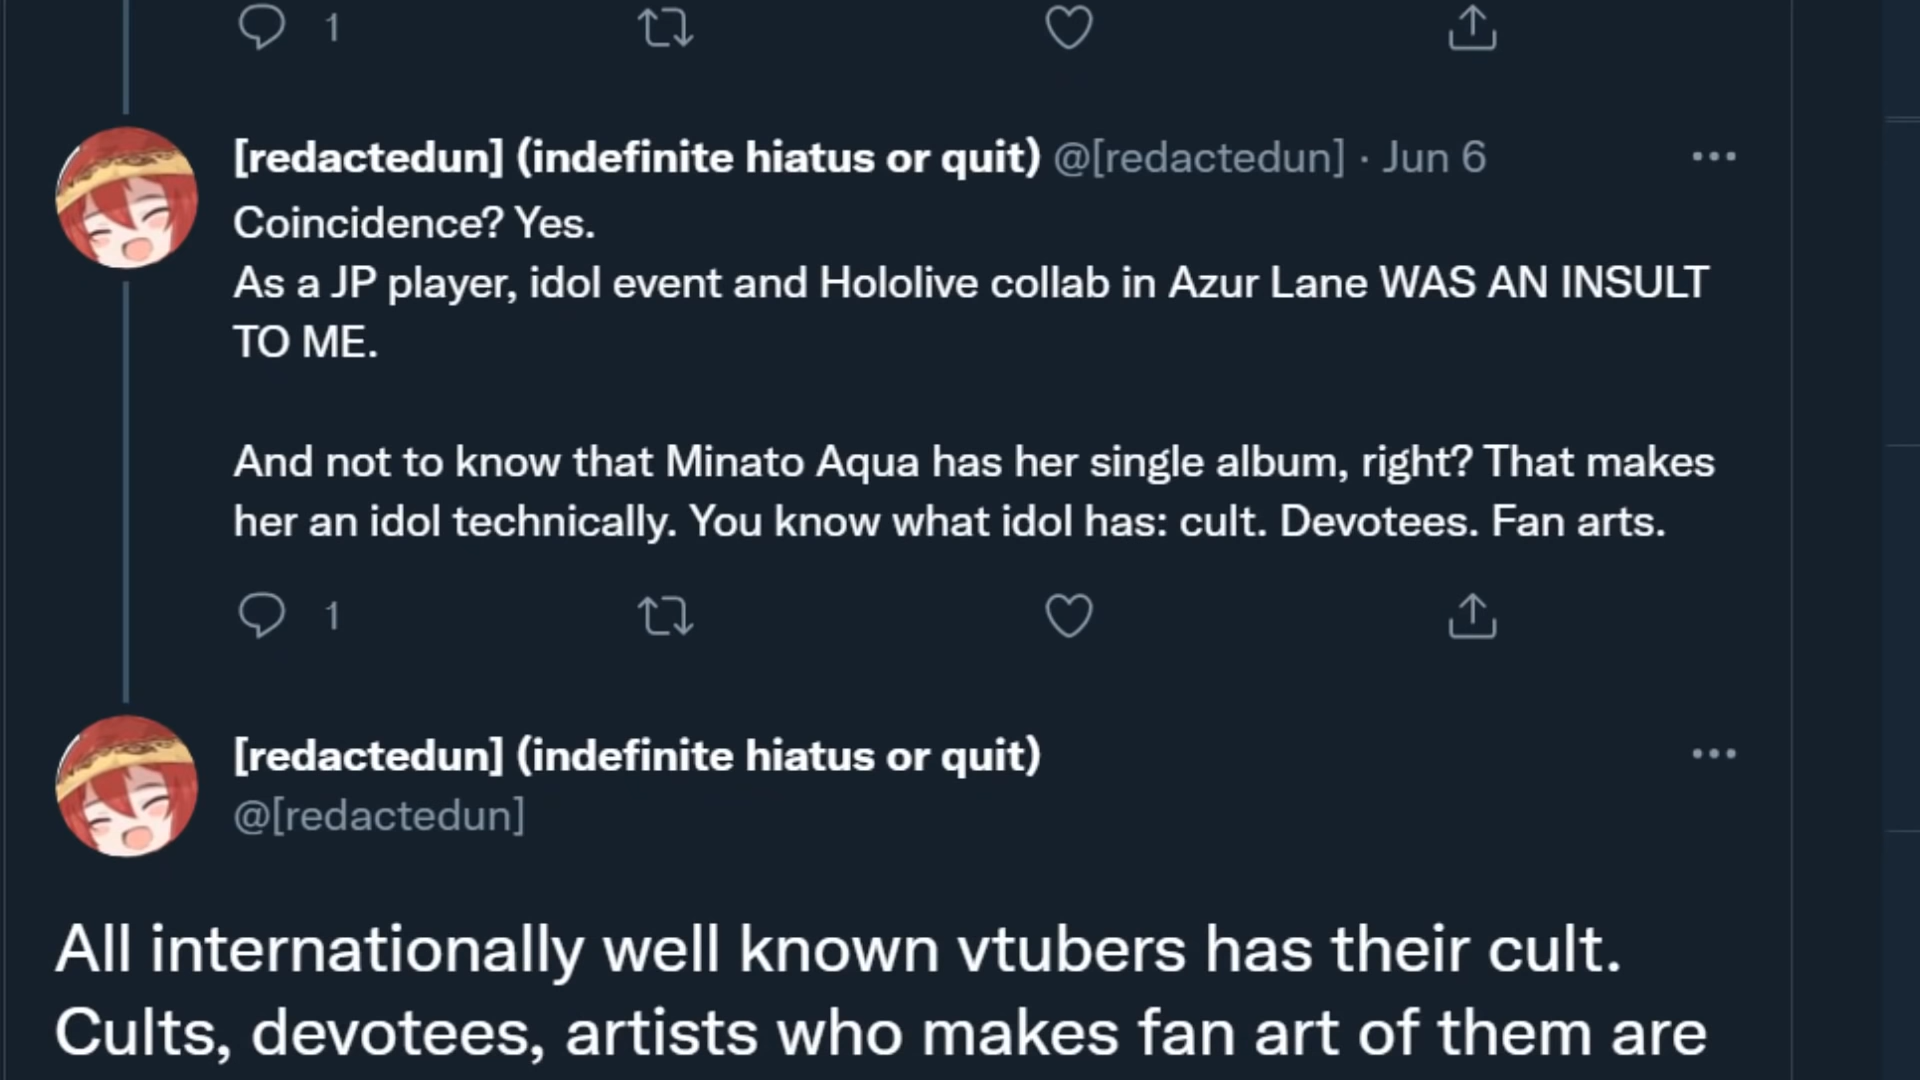 1
[redactedun] (indefinite hiatus or quit) @[redactedun] · Jun 6
Coincidence? Yes.
As a JP player, idol event and Hololive collab in Azur Lane WAS AN INSULT
TO ME.
And not to know that Minato Aqua has her single album, right? That makes
her an idol technically. You know what idol has: cult. Devotees. Fan arts.
1
[redactedun] (indefinite hiatus or quit)
@[redactedun]
All internationally well known vtubers has their cult.
Cults, devotees, artists who makes fan art of them are